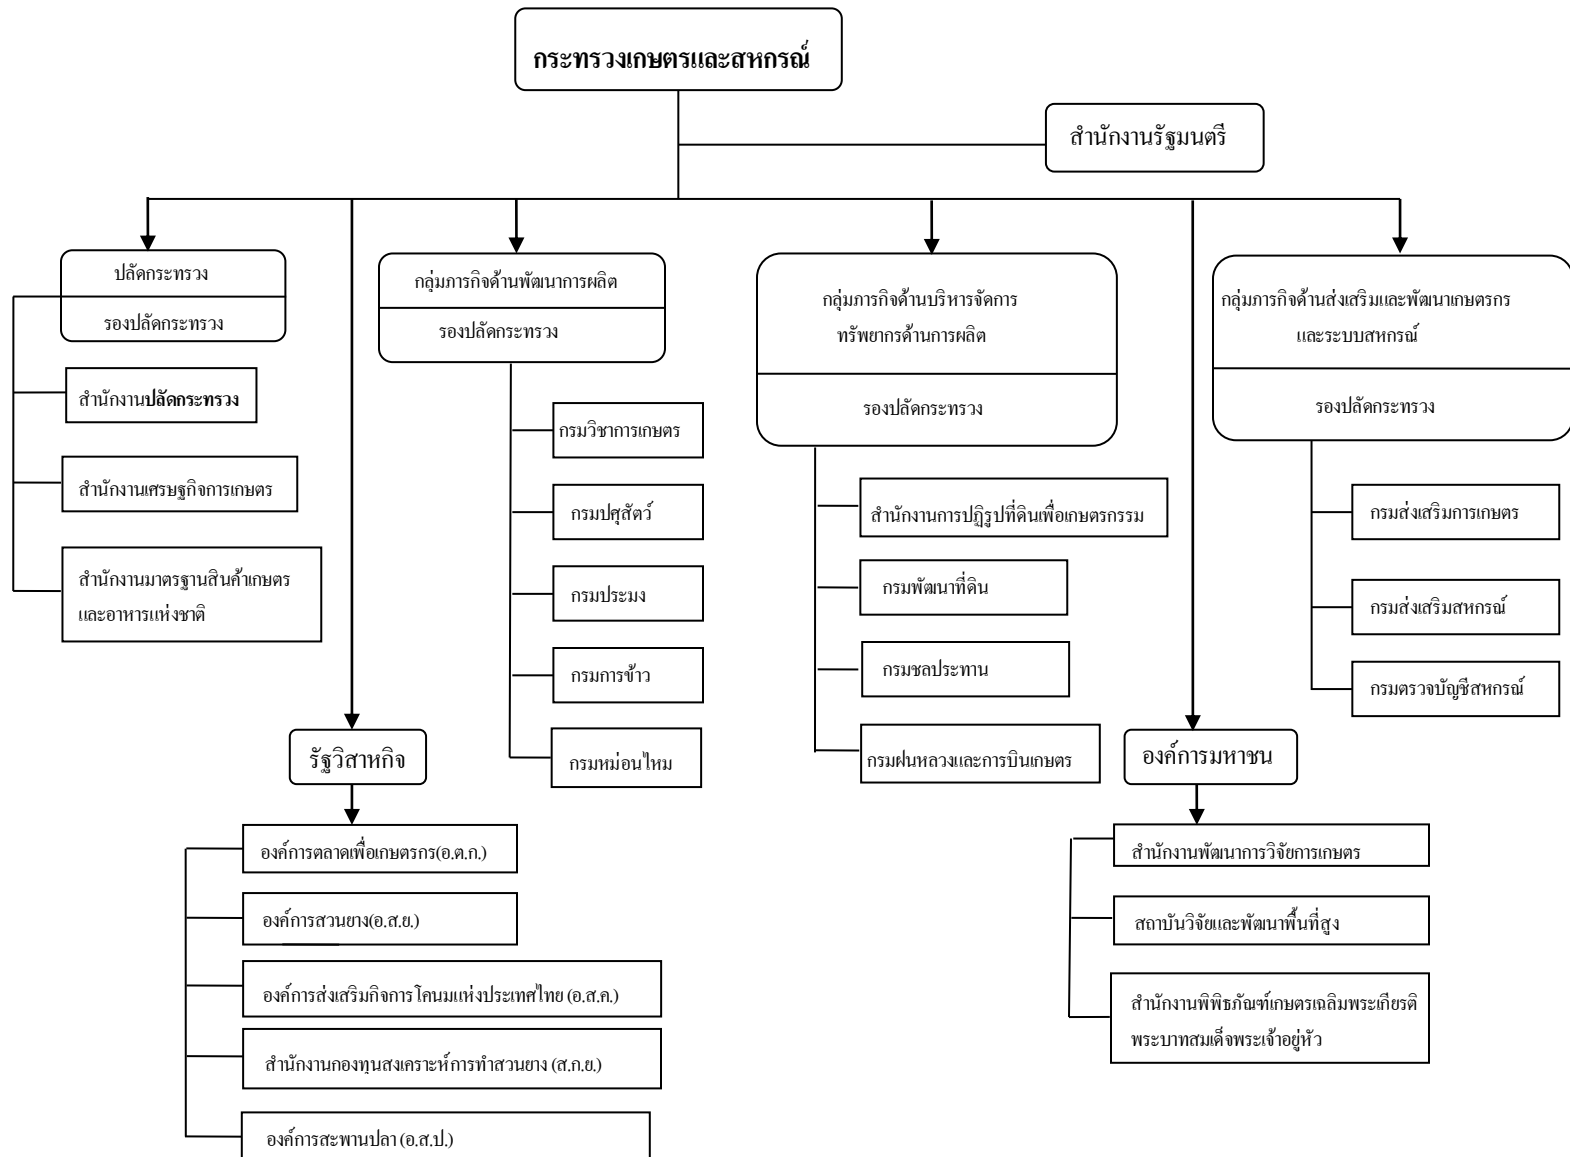 กระทรวงเกษตรและสหกรณ์
สำนักงานรัฐมนตรี
ปลัดกระทรวง
รองปลัดกระทรวง
สำนักงานปลัดกระทรวง
สำนักงานเศรษฐกิจการเกษตร
สำนักงานมาตรฐานสินค้าเกษตร
และอาหารแห่งชาติ
กลุ่มภารกิจด้านพัฒนาการผลิต
รองปลัดกระทรวง
กรมวิชาการเกษตร
กรมปศุสัตว์
กรมประมง
กรมการข้าว
กรมหม่อนไหม
กลุ่มภารกิจด้านบริหารจัดการ
ทรัพยากรด้านการผลิต
รองปลัดกระทรวง
สำนักงานการปฏิรูปที่ดินเพื่อเกษตรกรรม
กรมพัฒนาที่ดิน
กรมชลประทาน
กรมฝนหลวงและการบินเกษตร
กลุ่มภารกิจด้านส่งเสริมและพัฒนาเกษตรกร
และระบบสหกรณ์
รองปลัดกระทรวง
กรมส่งเสริมการเกษตร
กรมส่งเสริมสหกรณ์
กรมตรวจบัญชีสหกรณ์
รัฐวิสาหกิจ
องค์การตลาดเพื่อเกษตรกร(อ.ต.ก.)
องค์การสวนยาง(อ.ส.ย.)
องค์การส่งเสริมกิจการโคนมแห่งประเทศไทย (อ.ส.ค.)
สำนักงานกองทุนสงเคราะห์การทำสวนยาง (ส.ก.ย.)
องค์การสะพานปลา (อ.ส.ป.)
องค์การมหาชน
สำนักงานพัฒนาการวิจัยการเกษตร
สถาบันวิจัยและพัฒนาพื้นที่สูง
สำนักงานพิพิธภัณฑ์เกษตรเฉลิมพระเกียรติ
พระบาทสมเด็จพระเจ้าอยู่หัว